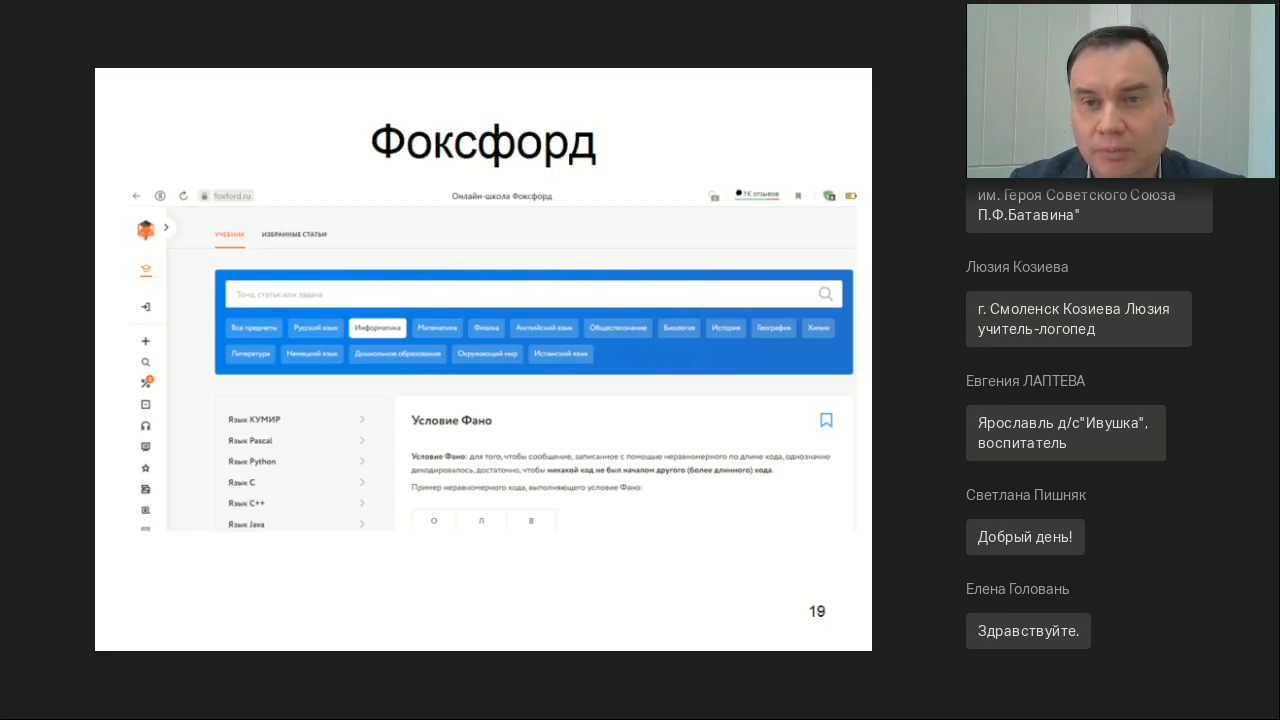 Фоксфорд
foxford.ru
Онлайн-школа Фоксфорд
1К отзывов
УЧЕБНИК
ИЗБРАННЫЕ СТАТЬИ
Тема, статья или задача
Все предметы Русский язык Информатика Математика Физика Английский язык Обществознание Биология История География Химия
Литература Немецкий язык Дошкольное образование Окружающий мир Испанский язык
Язык КУМИР
Язык Pascal
Язык Python
Язык C
Язык C++
Язык Java
Условие Фано
Условие Фано: для того, чтобы сообщение, записанное с помощью неравномерного по длине кода, однозначно
декодировалось, достаточно, чтобы никакой код не был началом другого (более длинного) кода.
Пример неравномерного кода, выполняющего условие Фано:
О Л В
19
им. Героя Советского Союза
П.Ф.Батавина"
Люзия Козиева
г. Смоленск Козиева Люзия
учитель-логопед
Евгения ЛАПТЕВА
Ярославль д/с"Ивушка",
воспитатель
Светлана Пишняк
Добрый день!
Елена Головань
Здравствуйте.